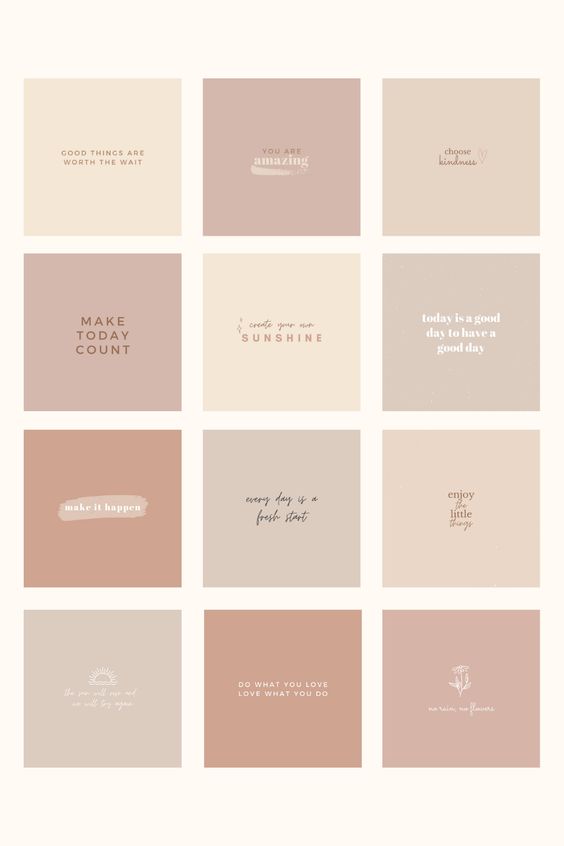 GOOD THINGS ARE
WORTH THE WAIT
YOU ARE
amazing
choose
kindness
MAKE
TODAY
COUNT
create your own
SUNSHINE
today is a good
day to have a
good day
make it happen
every day is a
fresh start
enjoy
the
little
things
the sun will rise and
we will try again
DO WHAT YOU LOVE
LOVE WHAT YOU DO
no rain, no flowers